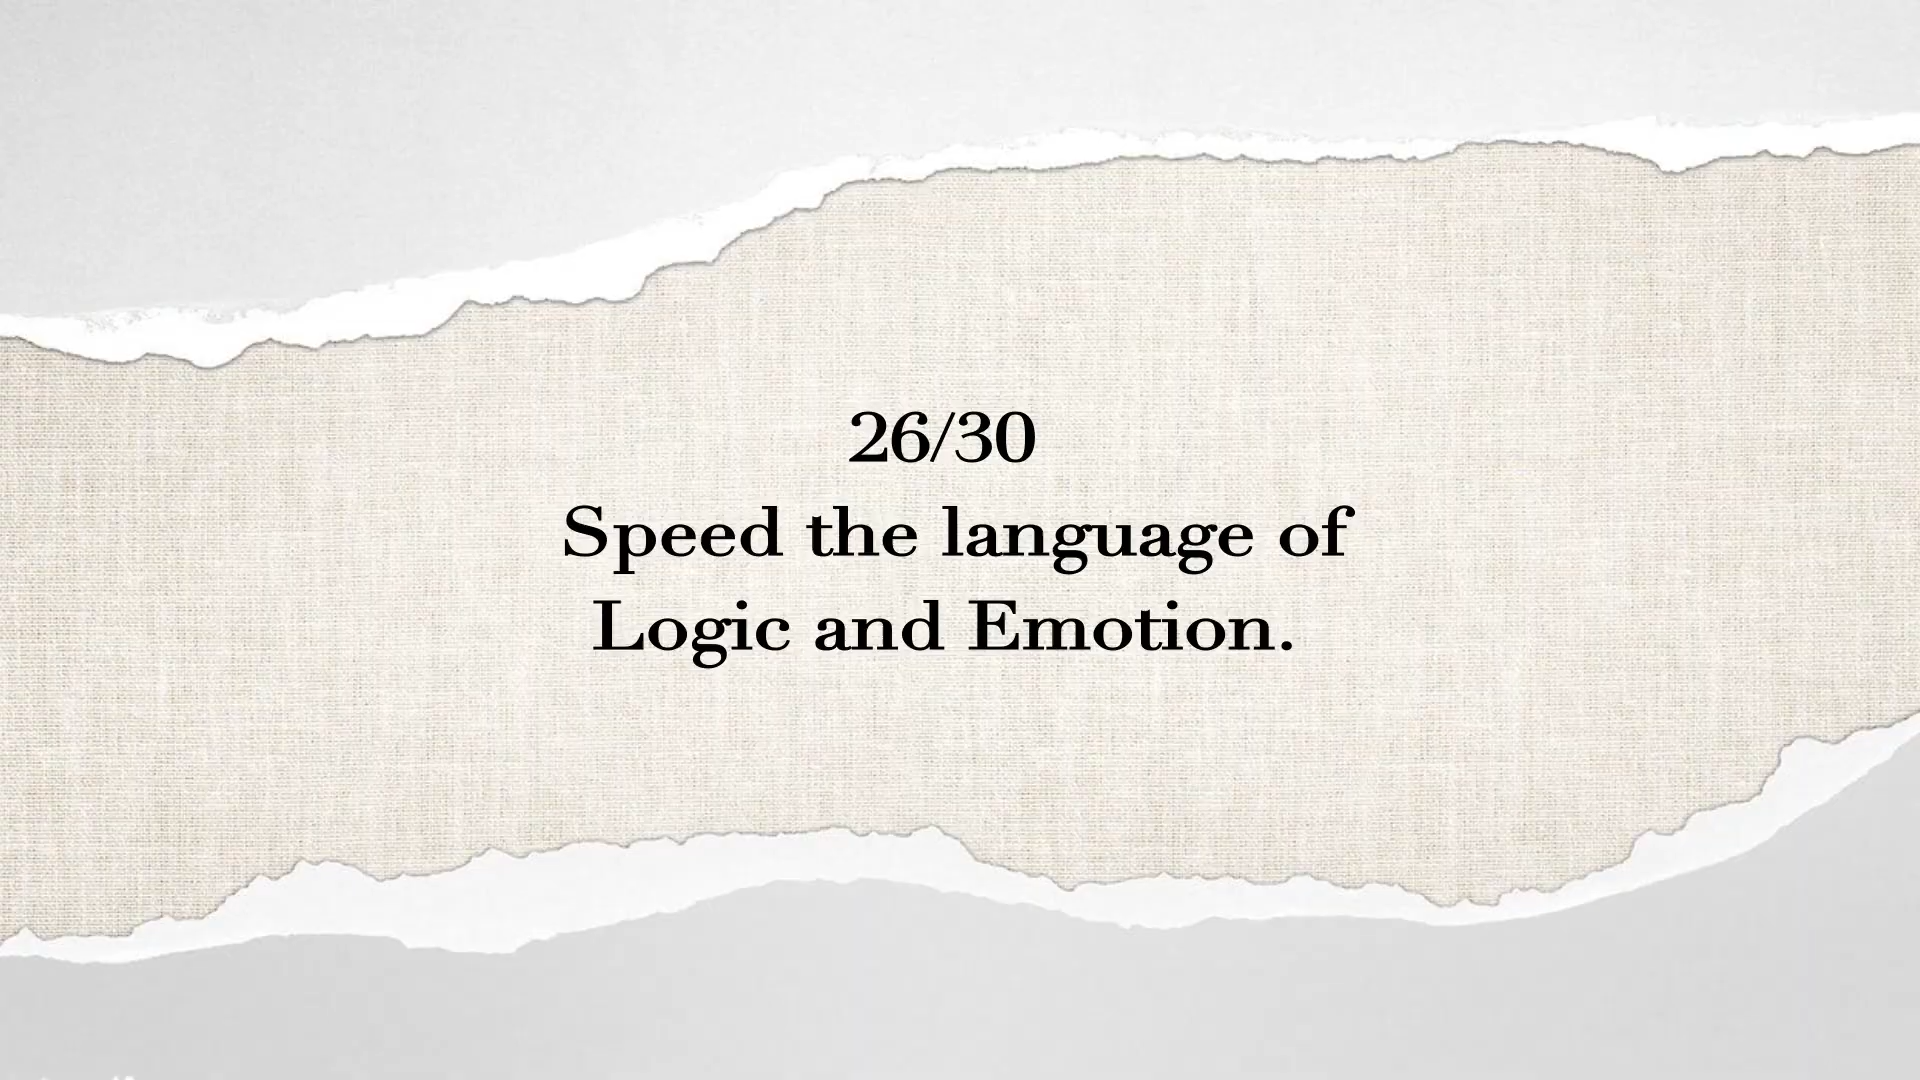 26/30
Speed the language of
Logic and Emotion.